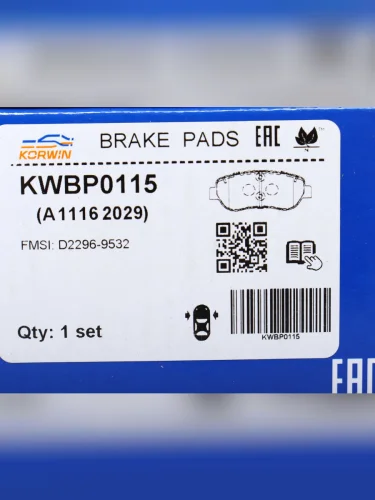 KORWIN
BRAKE PADS EAC
KWBP0115
(A1116 2029)
FMSI: D2296-9532
Qty: 1 set
KWBP0115
EAC